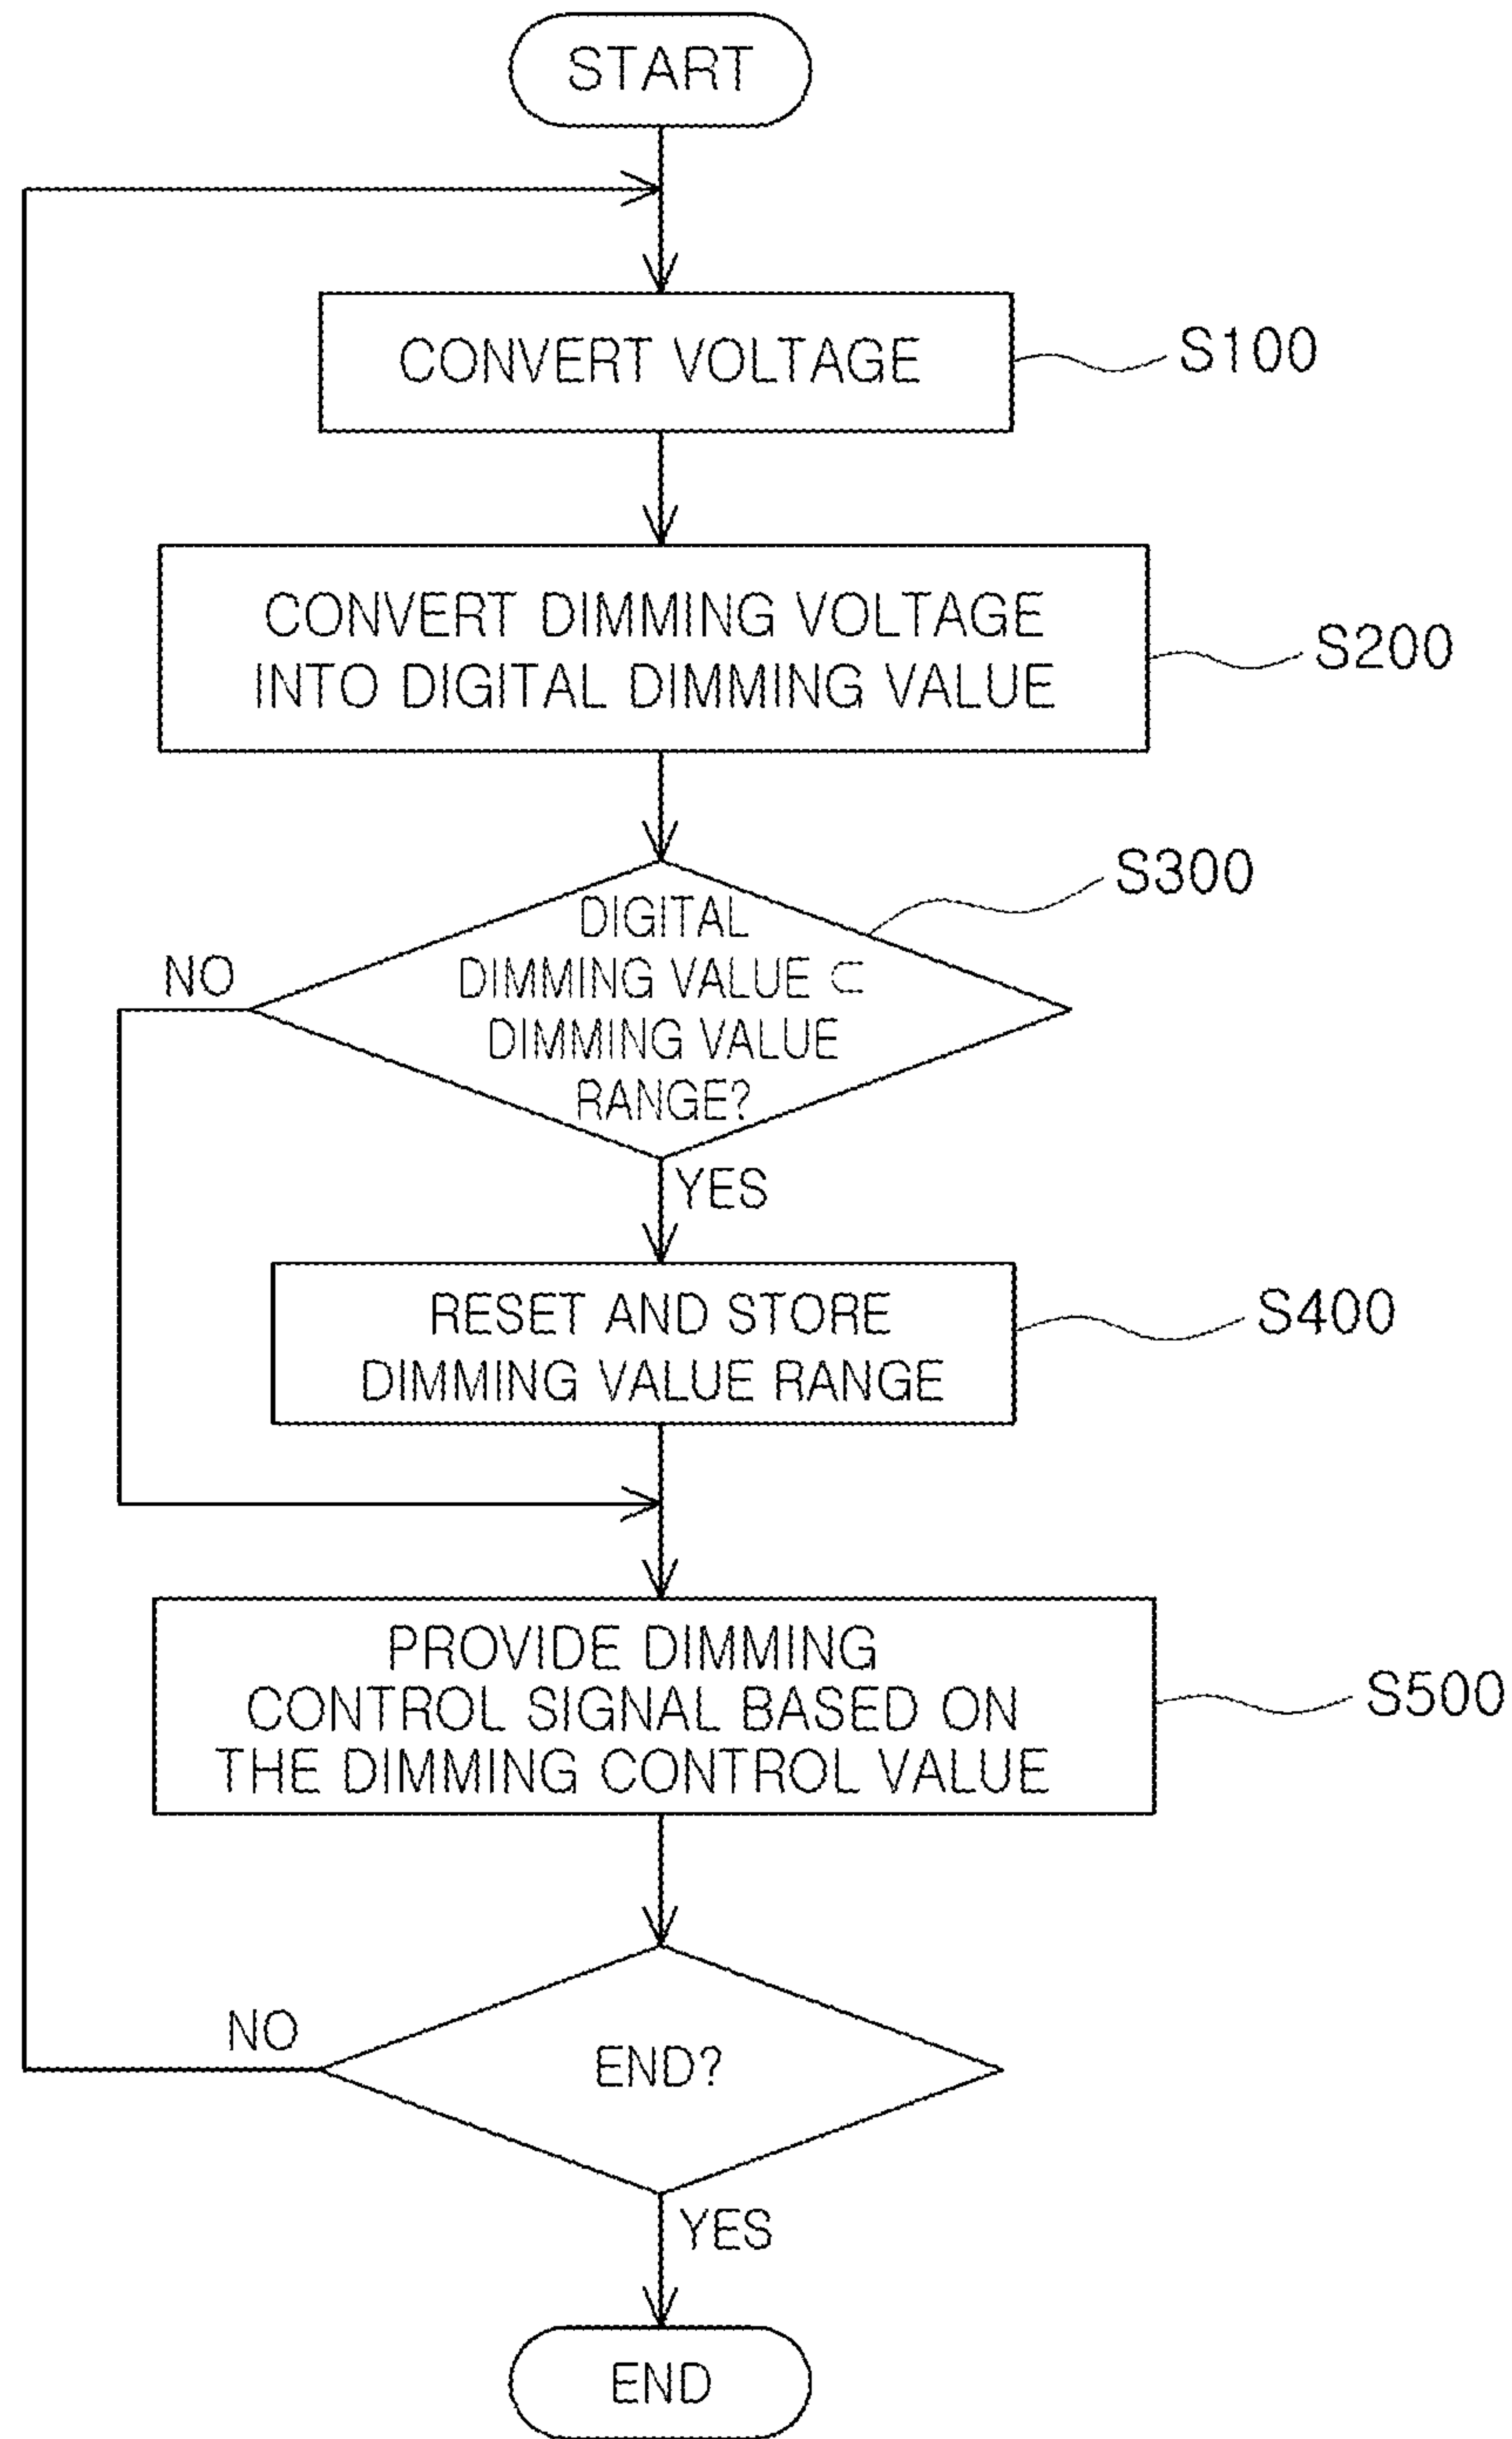 START
CONVERT VOLTAGE
S100
CONVERT DIMMING VOLTAGE
INTO DIGITAL DIMMING VALUE
S200
S300
DIGITAL
DIMMING VALUE ⊂
DIMMING VALUE
RANGE?
NO
YES
RESET AND STORE
DIMMING VALUE RANGE
S400
PROVIDE DIMMING
CONTROL SIGNAL BASED ON
THE DIMMING CONTROL VALUE
S500
NO
END?
YES
END